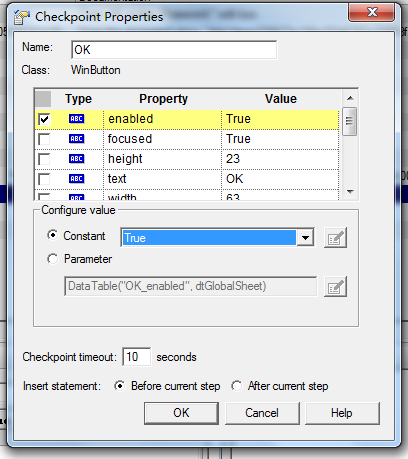 Checkpoint Properties
Name: OK
Class: WinButton
Type Property Value
ABC enabled True
ABC focused True
ABC height 23
ABC text OK
ABC width 63
Configure value
Constant True
Parameter
DataTable("OK_enabled", dtGlobalSheet)
Checkpoint timeout: 10 seconds
Insert statement: Before current step After current step
OK Cancel Help